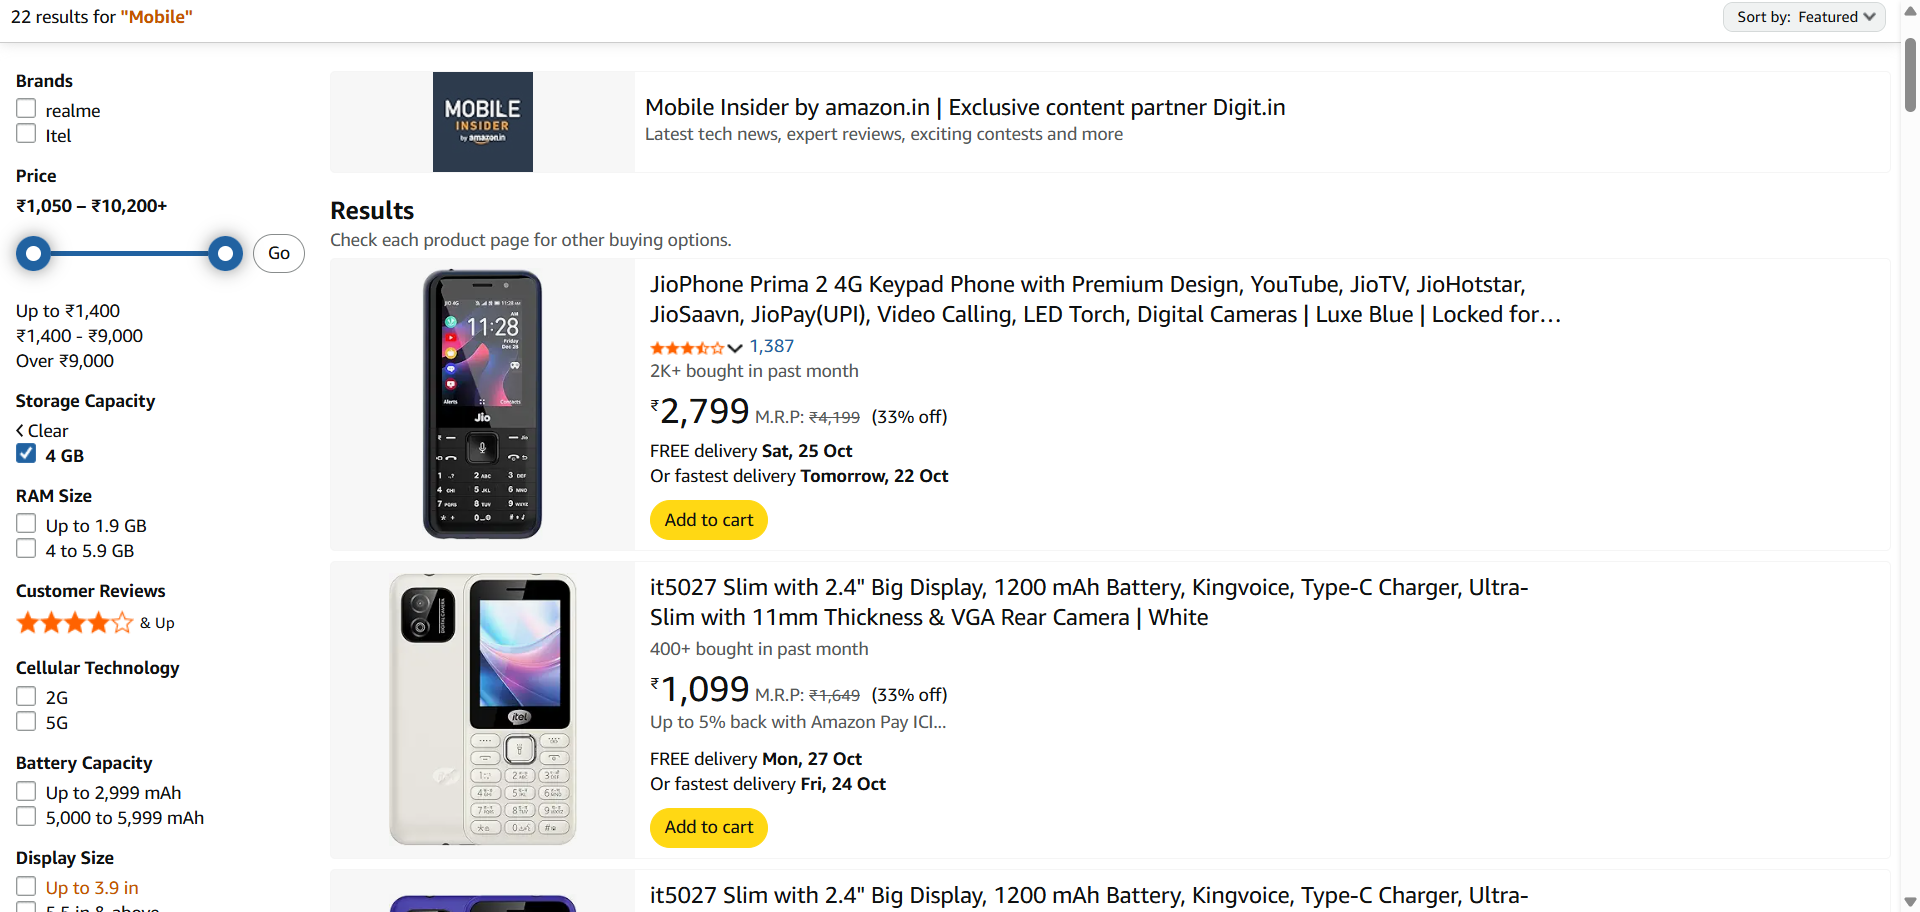 22 results for "Mobile"
Sort by: Featured
Brands
realme
Itel
Price
₹1,050 – ₹10,200+
Go
Up to ₹1,400
₹1,400 - ₹9,000
Over ₹9,000
Storage Capacity
Clear
4 GB
RAM Size
Up to 1.9 GB
4 to 5.9 GB
Customer Reviews
& Up
Cellular Technology
2G
5G
Battery Capacity
Up to 2,999 mAh
5,000 to 5,999 mAh
Display Size
Up to 3.9 in
5.5 in & above
MOBILE
INSIDER
by amazon.in
Mobile Insider by amazon.in | Exclusive content partner Digit.in
Latest tech news, expert reviews, exciting contests and more
Results
Check each product page for other buying options.
11:28
Jio
JioPhone Prima 2 4G Keypad Phone with Premium Design, YouTube, JioTV, JioHotstar,
JioSaavn, JioPay(UPI), Video Calling, LED Torch, Digital Cameras | Luxe Blue | Locked for…
1,387
2K+ bought in past month
₹2,799 M.R.P: ₹4,199 (33% off)
FREE delivery Sat, 25 Oct
Or fastest delivery Tomorrow, 22 Oct
Add to cart
itel
it5027 Slim with 2.4" Big Display, 1200 mAh Battery, Kingvoice, Type-C Charger, Ultra-
Slim with 11mm Thickness & VGA Rear Camera | White
400+ bought in past month
₹1,099 M.R.P: ₹1,649 (33% off)
Up to 5% back with Amazon Pay ICI...
FREE delivery Mon, 27 Oct
Or fastest delivery Fri, 24 Oct
Add to cart
it5027 Slim with 2.4" Big Display, 1200 mAh Battery, Kingvoice, Type-C Charger, Ultra-